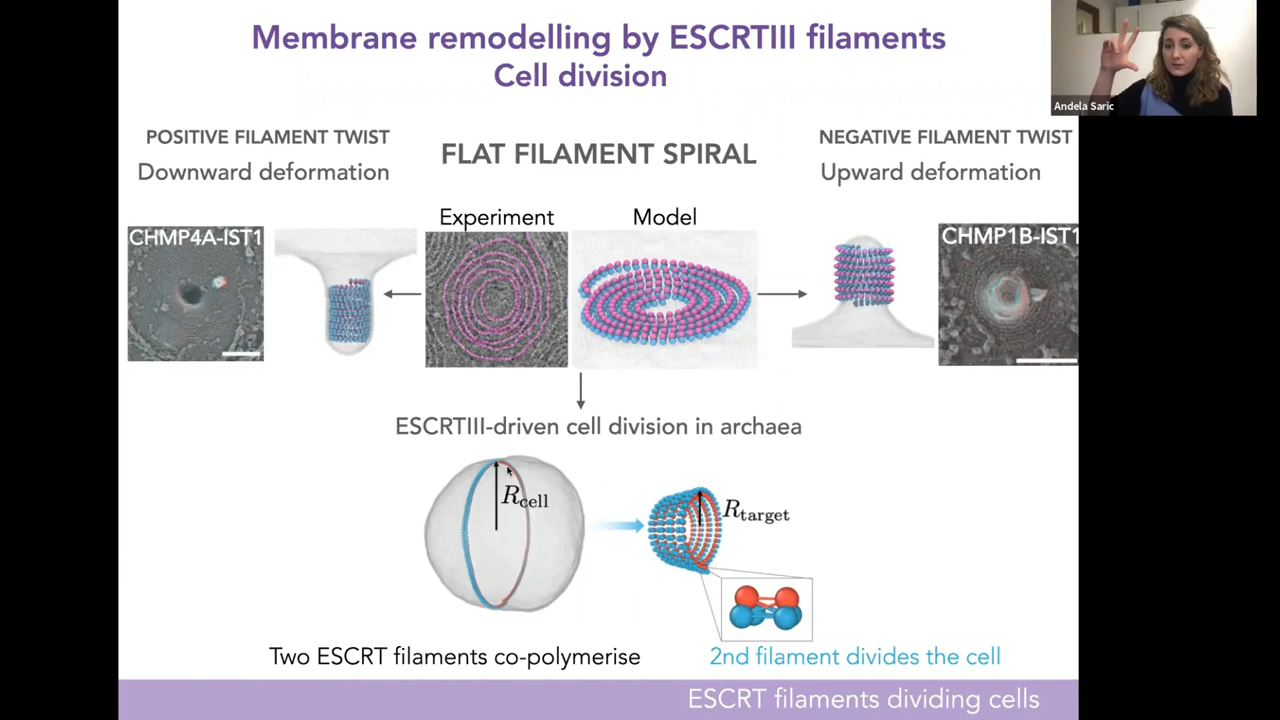 Membrane remodelling by ESCRTIII filaments
Cell division
Andela Saric
POSITIVE FILAMENT TWIST
Downward deformation
FLAT FILAMENT SPIRAL
NEGATIVE FILAMENT TWIST
Upward deformation
Experiment
Model
CHMP4A-IST1
CHMP1B-IST1
ESCRTIII-driven cell division in archaea
Rcell
Rtarget
Two ESCRT filaments co-polymerise
2nd filament divides the cell
ESCRT filaments dividing cells